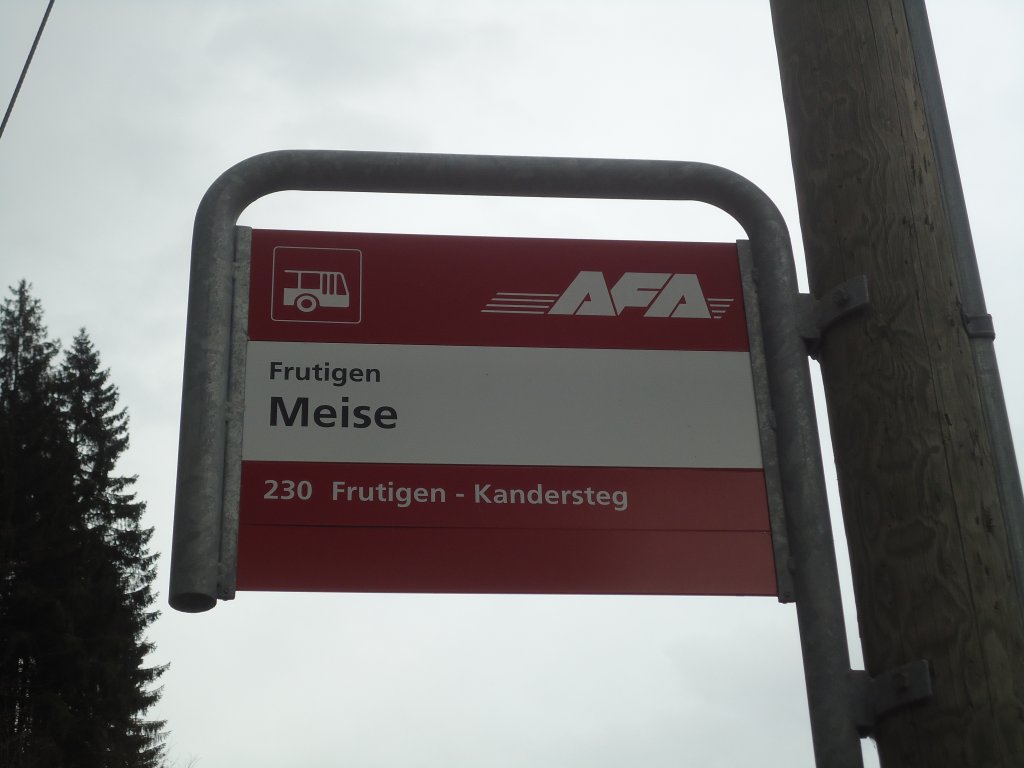 AFA
Frutigen
Meise
230 Frutigen - Kandersteg